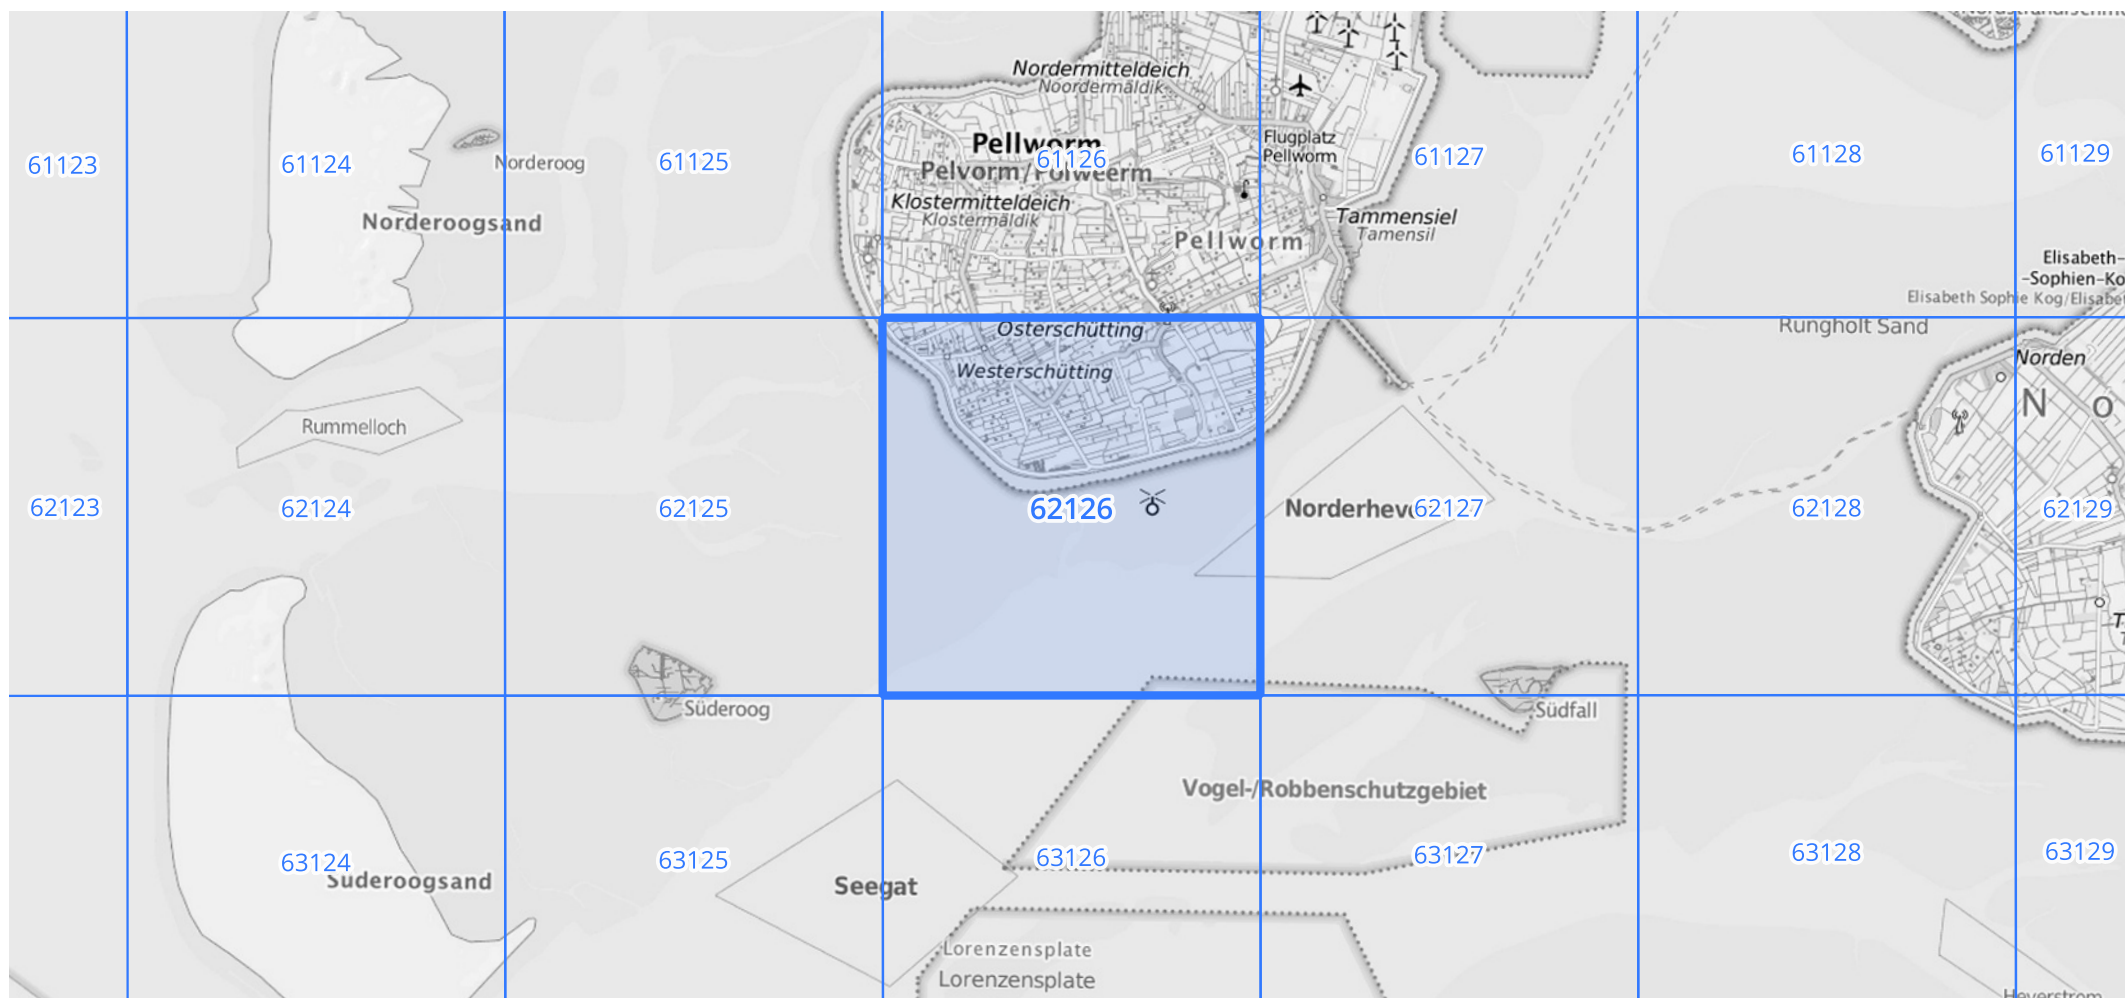 Nordermitteldeich
Noordermäldik
Pellworm
Pelvorm/Polweerm
Klostermitteldeich
Klostermäldik
Flugplatz
Pellworm
Pellworm
Tammensiel
Tamensil
Norderoog
Norderoogsand
61123
61124
61125
61126
61127
61128
61129
Elisabeth-
-Sophien-Ko
Elisabeth Sophie Kog/Elisabe
Rungholt Sand
Osterschütting
Westerschütting
Norden
N o
Rummelloch
62123
62124
62125
62126
Norderheve
62127
62128
62129
T
Süderoog
Südfall
Vogel-/Robbenschutzgebiet
63124
63125
63126
63127
63128
63129
Süderoogsand
Seegat
Lorenzensplate
Lorenzensplate
Heverstrom